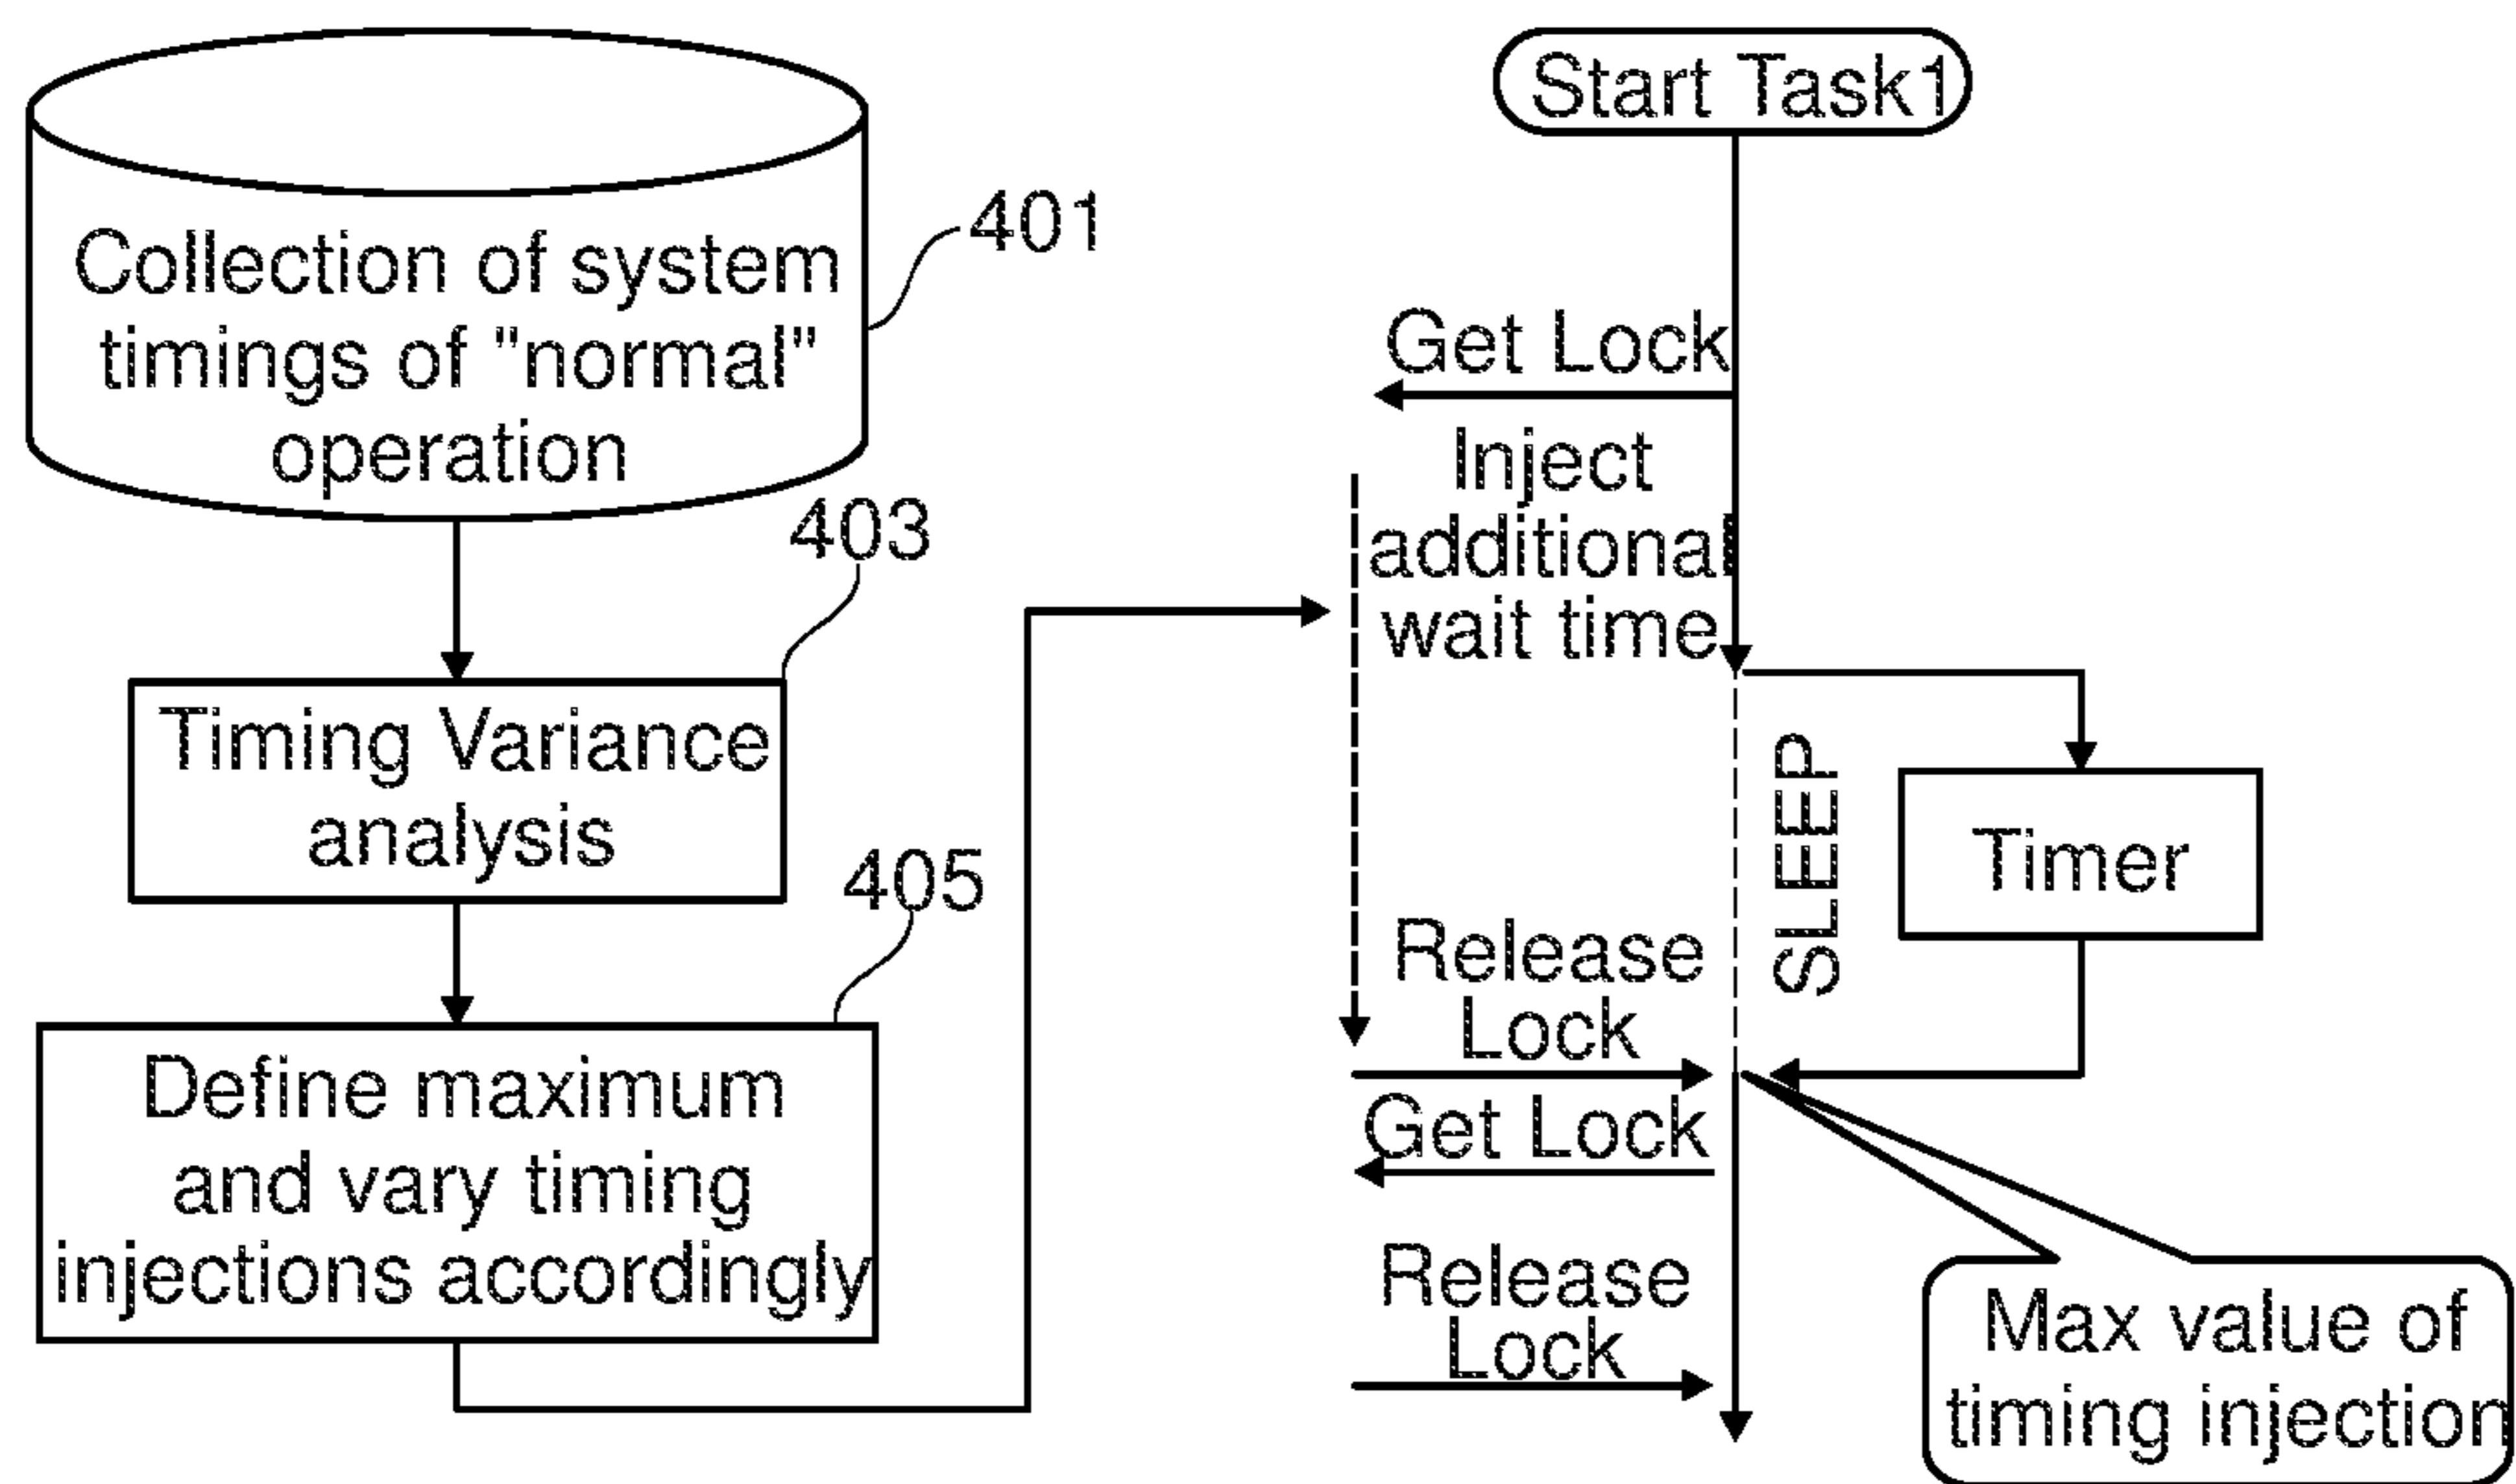 Collection of system
timings of "normal"
operation
401
403
Timing Variance
analysis
405
Define maximum
and vary timing
injections accordingly
Start Task1
Get Lock
Inject
additional
wait time
SLEEP
Timer
Release
Lock
Get Lock
Release
Lock
Max value of
timing injection